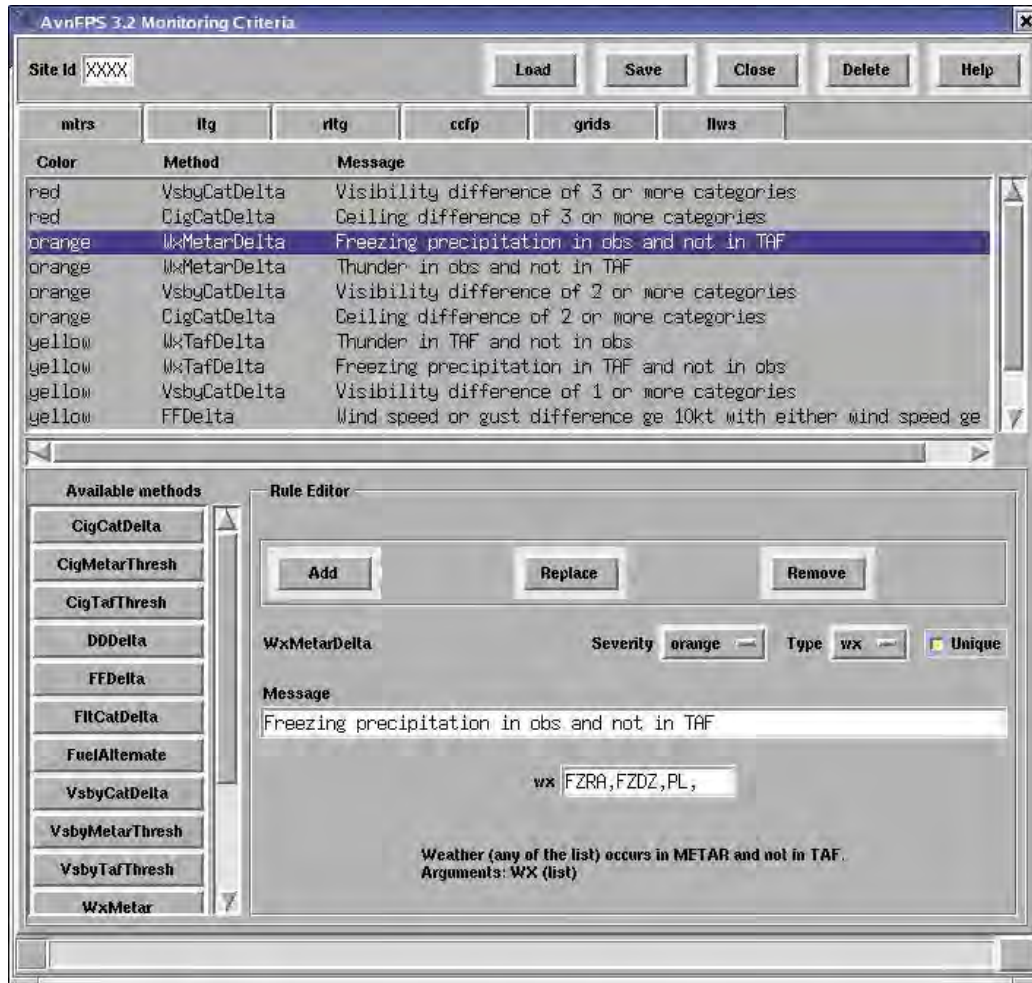 AvnFPS 3.2 Monitoring Criteria
Site Id XXXX Load Save Close Delete Help
mtrs ltg rltg ccfp grids llws
Color Method Message
red VsbyCatDelta Visibility difference of 3 or more categories
red CigCatDelta Ceiling difference of 3 or more categories
orange WxMetarDelta Freezing precipitation in obs and not in TAF
orange WxMetarDelta Thunder in obs and not in TAF
orange VsbyCatDelta Visibility difference of 2 or more categories
orange CigCatDelta Ceiling difference of 2 or more categories
yellow WxTafDelta Thunder in TAF and not in obs
yellow WxTafDelta Freezing precipitation in TAF and not in obs
yellow VsbyCatDelta Visibility difference of 1 or more categories
yellow FFDelta Wind speed or gust difference ge 10kt with either wind speed ge
Available methods
CigCatDelta
CigMetarThresh
CigTafThresh
DDDelta
FFDelta
FltCatDelta
FuelAlternate
VsbyCatDelta
VsbyMetarThresh
VsbyTafThresh
WxMetar
Rule Editor
Add Replace Remove
WxMetarDelta Severity orange Type wx Unique
Message
Freezing precipitation in obs and not in TAF
wx FZRA,FZDZ,PL,
Weather (any of the list) occurs in METAR and not in TAF.
Arguments: WX (list)